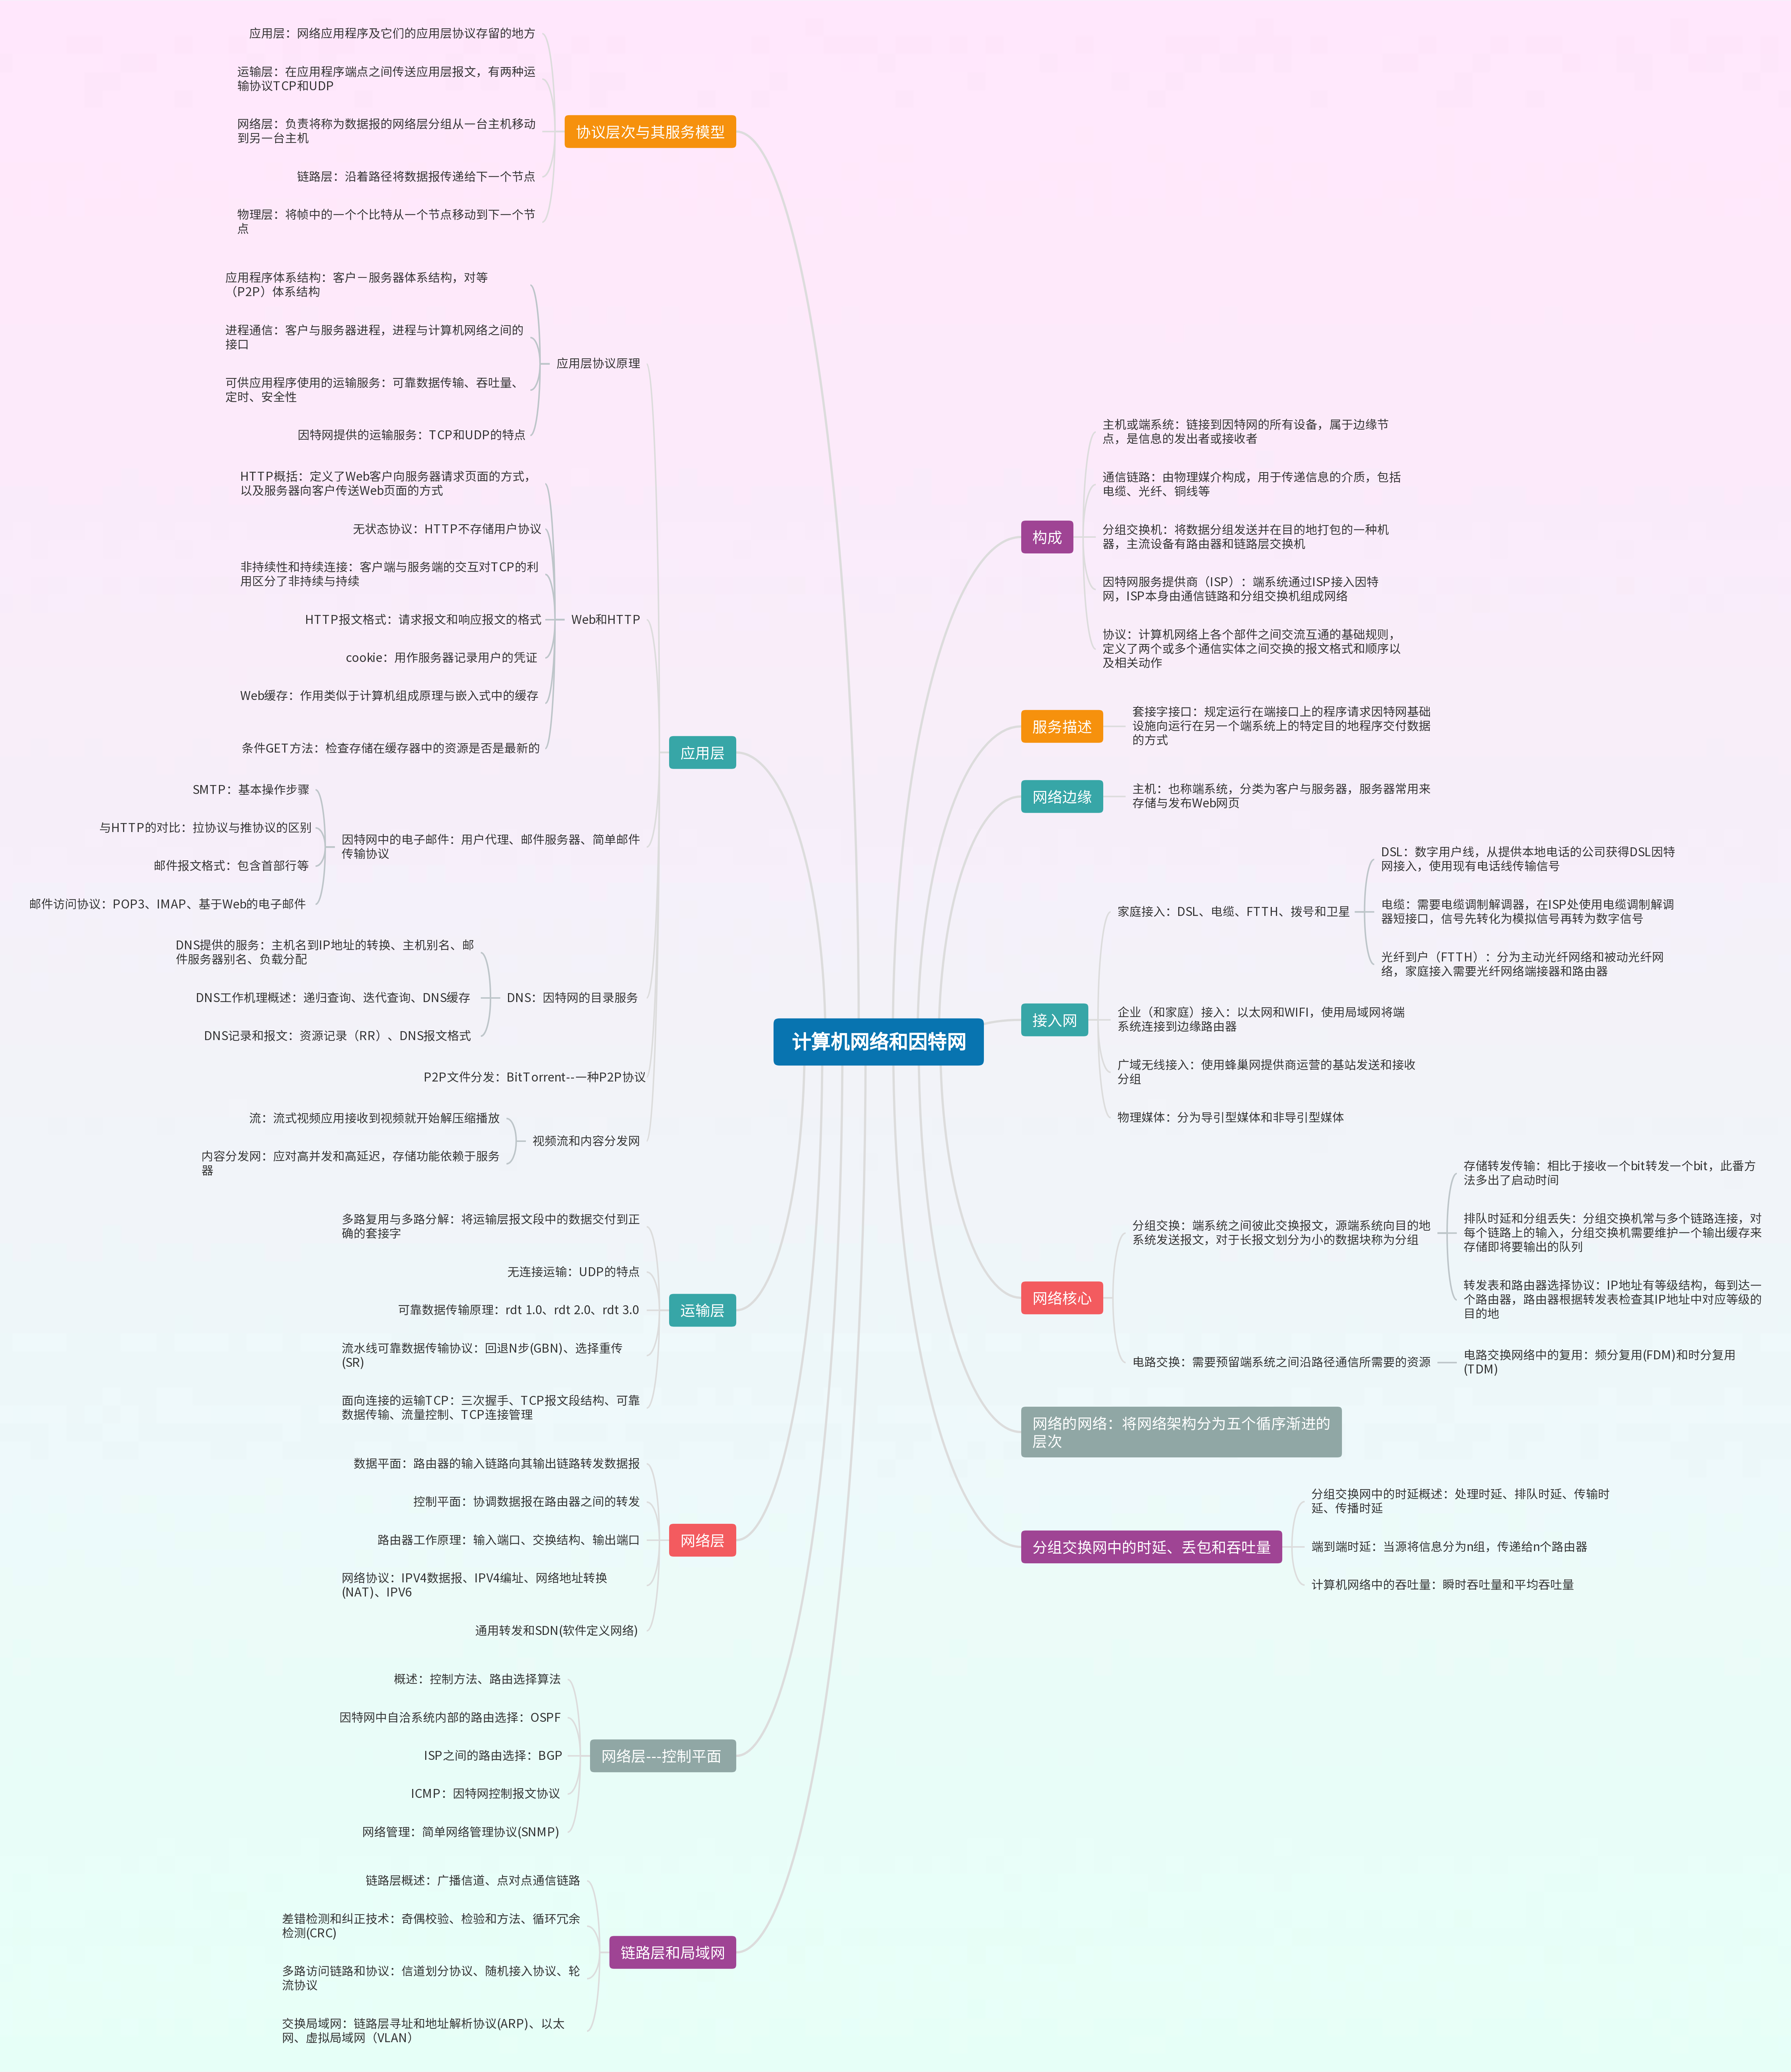 计算机网络和因特网
协议层次与其服务模型
应用层：网络应用程序及它们的应用层协议存留的地方
运输层：在应用程序端点之间传送应用层报文，有两种运
输协议TCP和UDP
网络层：负责将称为数据报的网络层分组从一台主机移动
到另一台主机
链路层：沿着路径将数据报传递给下一个节点
物理层：将帧中的一个个比特从一个节点移动到下一个节
点
应用层
应用层协议原理
应用程序体系结构：客户－服务器体系结构，对等
（P2P）体系结构
进程通信：客户与服务器进程，进程与计算机网络之间的
接口
可供应用程序使用的运输服务：可靠数据传输、吞吐量、
定时、安全性
因特网提供的运输服务：TCP和UDP的特点
Web和HTTP
HTTP概括：定义了Web客户向服务器请求页面的方式，
以及服务器向客户传送Web页面的方式
无状态协议：HTTP不存储用户协议
非持续性和持续连接：客户端与服务端的交互对TCP的利
用区分了非持续与持续
HTTP报文格式：请求报文和响应报文的格式
cookie：用作服务器记录用户的凭证
Web缓存：作用类似于计算机组成原理与嵌入式中的缓存
条件GET方法：检查存储在缓存器中的资源是否是最新的
因特网中的电子邮件：用户代理、邮件服务器、简单邮件
传输协议
SMTP：基本操作步骤
与HTTP的对比：拉协议与推协议的区别
邮件报文格式：包含首部行等
邮件访问协议：POP3、IMAP、基于Web的电子邮件
DNS：因特网的目录服务
DNS提供的服务：主机名到IP地址的转换、主机别名、邮
件服务器别名、负载分配
DNS工作机理概述：递归查询、迭代查询、DNS缓存
DNS记录和报文：资源记录（RR）、DNS报文格式
P2P文件分发：BitTorrent--一种P2P协议
视频流和内容分发网
流：流式视频应用接收到视频就开始解压缩播放
内容分发网：应对高并发和高延迟，存储功能依赖于服务
器
运输层
多路复用与多路分解：将运输层报文段中的数据交付到正
确的套接字
无连接运输：UDP的特点
可靠数据传输原理：rdt 1.0、rdt 2.0、rdt 3.0
流水线可靠数据传输协议：回退N步(GBN)、选择重传
(SR)
面向连接的运输TCP：三次握手、TCP报文段结构、可靠
数据传输、流量控制、TCP连接管理
网络层
数据平面：路由器的输入链路向其输出链路转发数据报
控制平面：协调数据报在路由器之间的转发
路由器工作原理：输入端口、交换结构、输出端口
网络协议：IPV4数据报、IPV4编址、网络地址转换
(NAT)、IPV6
通用转发和SDN(软件定义网络)
网络层---控制平面
概述：控制方法、路由选择算法
因特网中自治系统内部的路由选择：OSPF
ISP之间的路由选择：BGP
ICMP：因特网控制报文协议
网络管理：简单网络管理协议(SNMP)
链路层和局域网
链路层概述：广播信道、点对点通信链路
差错检测和纠正技术：奇偶校验、检验和方法、循环冗余
检测(CRC)
多路访问链路和协议：信道划分协议、随机接入协议、轮
流协议
交换局域网：链路层寻址和地址解析协议(ARP)、以太
网、虚拟局域网（VLAN）
构成
主机或端系统：链接到因特网的所有设备，属于边缘节
点，是信息的发出者或接收者
通信链路：由物理媒介构成，用于传递信息的介质，包括
电缆、光纤、铜线等
分组交换机：将数据分组发送并在目的地打包的一种机
器，主流设备有路由器和链路层交换机
因特网服务提供商（ISP）：端系统通过ISP接入因特
网，ISP本身由通信链路和分组交换机组成网络
协议：计算机网络上各个部件之间交流互通的基础规则，
定义了两个或多个通信实体之间交换的报文格式和顺序以
及相关动作
服务描述
套接字接口：规定运行在端接口上的程序请求因特网基础
设施向运行在另一个端系统上的特定目的地程序交付数据
的方式
网络边缘
主机：也称端系统，分类为客户与服务器，服务器常用来
存储与发布Web网页
接入网
家庭接入：DSL、电缆、FTTH、拨号和卫星
DSL：数字用户线，从提供本地电话的公司获得DSL因特
网接入，使用现有电话线传输信号
电缆：需要电缆调制解调器，在ISP处使用电缆调制解调
器短接口，信号先转化为模拟信号再转为数字信号
光纤到户（FTTH）：分为主动光纤网络和被动光纤网
络，家庭接入需要光纤网络端接器和路由器
企业（和家庭）接入：以太网和WIFI，使用局域网将端
系统连接到边缘路由器
广域无线接入：使用蜂巢网提供商运营的基站发送和接收
分组
物理媒体：分为导引型媒体和非导引型媒体
网络核心
分组交换：端系统之间彼此交换报文，源端系统向目的地
系统发送报文，对于长报文划分为小的数据块称为分组
存储转发传输：相比于接收一个bit转发一个bit，此番方
法多出了启动时间
排队时延和分组丢失：分组交换机常与多个链路连接，对
每个链路上的输入，分组交换机需要维护一个输出缓存来
存储即将要输出的队列
转发表和路由器选择协议：IP地址有等级结构，每到达一
个路由器，路由器根据转发表检查其IP地址中对应等级的
目的地
电路交换：需要预留端系统之间沿路径通信所需要的资源
电路交换网络中的复用：频分复用(FDM)和时分复用
(TDM)
网络的网络：将网络架构分为五个循序渐进的
层次
分组交换网中的时延、丢包和吞吐量
分组交换网中的时延概述：处理时延、排队时延、传输时
延、传播时延
端到端时延：当源将信息分为n组，传递给n个路由器
计算机网络中的吞吐量：瞬时吞吐量和平均吞吐量